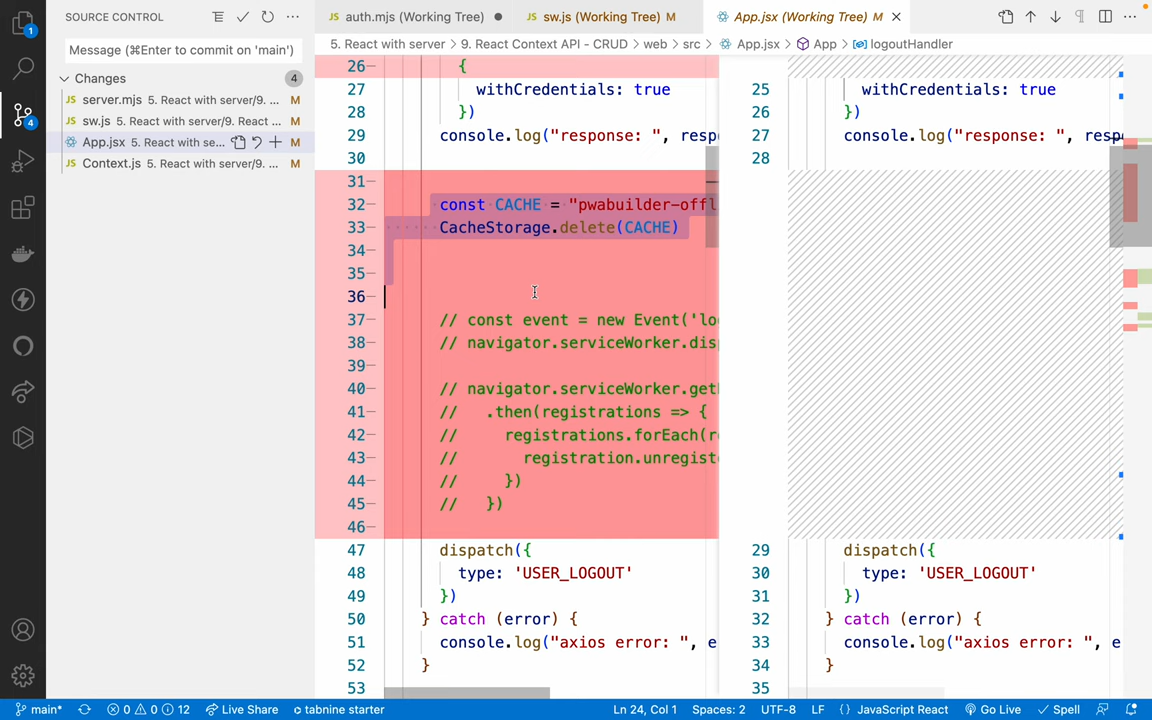 SOURCE CONTROL
auth.mjs (Working Tree)
JS sw.js (Working Tree) M
App.jsx (Working Tree) M
5. React with server > 9. React Context API - CRUD > web > src > App.jsx > App > logoutHandler
Message (⌘Enter to commit on 'main')
Changes 4
JS server.mjs 5. React with server/9. ... M
JS sw.js 5. React with server/9. React ... M
App.jsx 5. React with se... M
JS Context.js 5. React with server/9. ... M
1
4
26— {
27 withCredentials: true
28 })
29 console.log("response: ", resp
30
31—
32— const CACHE = "pwabuilder-offl
33— CacheStorage.delete(CACHE)
34—
35—
36—
37— // const event = new Event('lo
38— // navigator.serviceWorker.dis
39—
40— // navigator.serviceWorker.get
41— // .then(registrations => {
42— // registrations.forEach(r
43— // registration.unregist
44— // })
45— // })
46—
47 dispatch({
48 type: 'USER_LOGOUT'
49 })
50 } catch (error) {
51 console.log("axios error: ", e
52 }
53
25 withCredentials: true
26 })
27 console.log("response: ", resp
28
29 dispatch({
30 type: 'USER_LOGOUT'
31 })
32 } catch (error) {
33 console.log("axios error: ", e
34 }
35
main* 0 0 12 Live Share tabnine starter Ln 24, Col 1 Spaces: 2 UTF-8 LF {} JavaScript React Go Live Spell